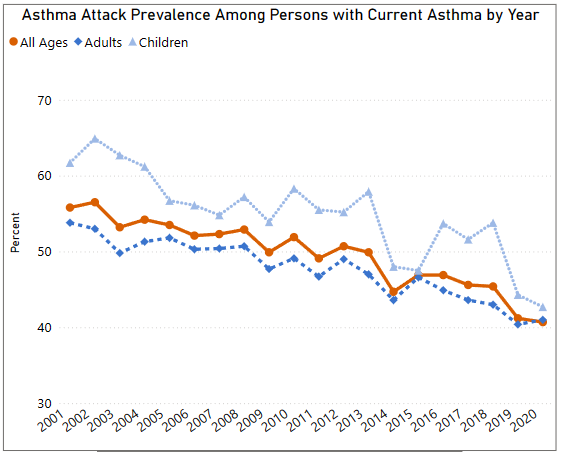 Asthma Attack Prevalence Among Persons with Current Asthma by Year
All Ages Adults Children
70
60
50
40
30
Percent
2001 2002 2003 2004 2005 2006 2007 2008 2009 2010 2011 2012 2013 2014 2015 2016 2017 2018 2019 2020